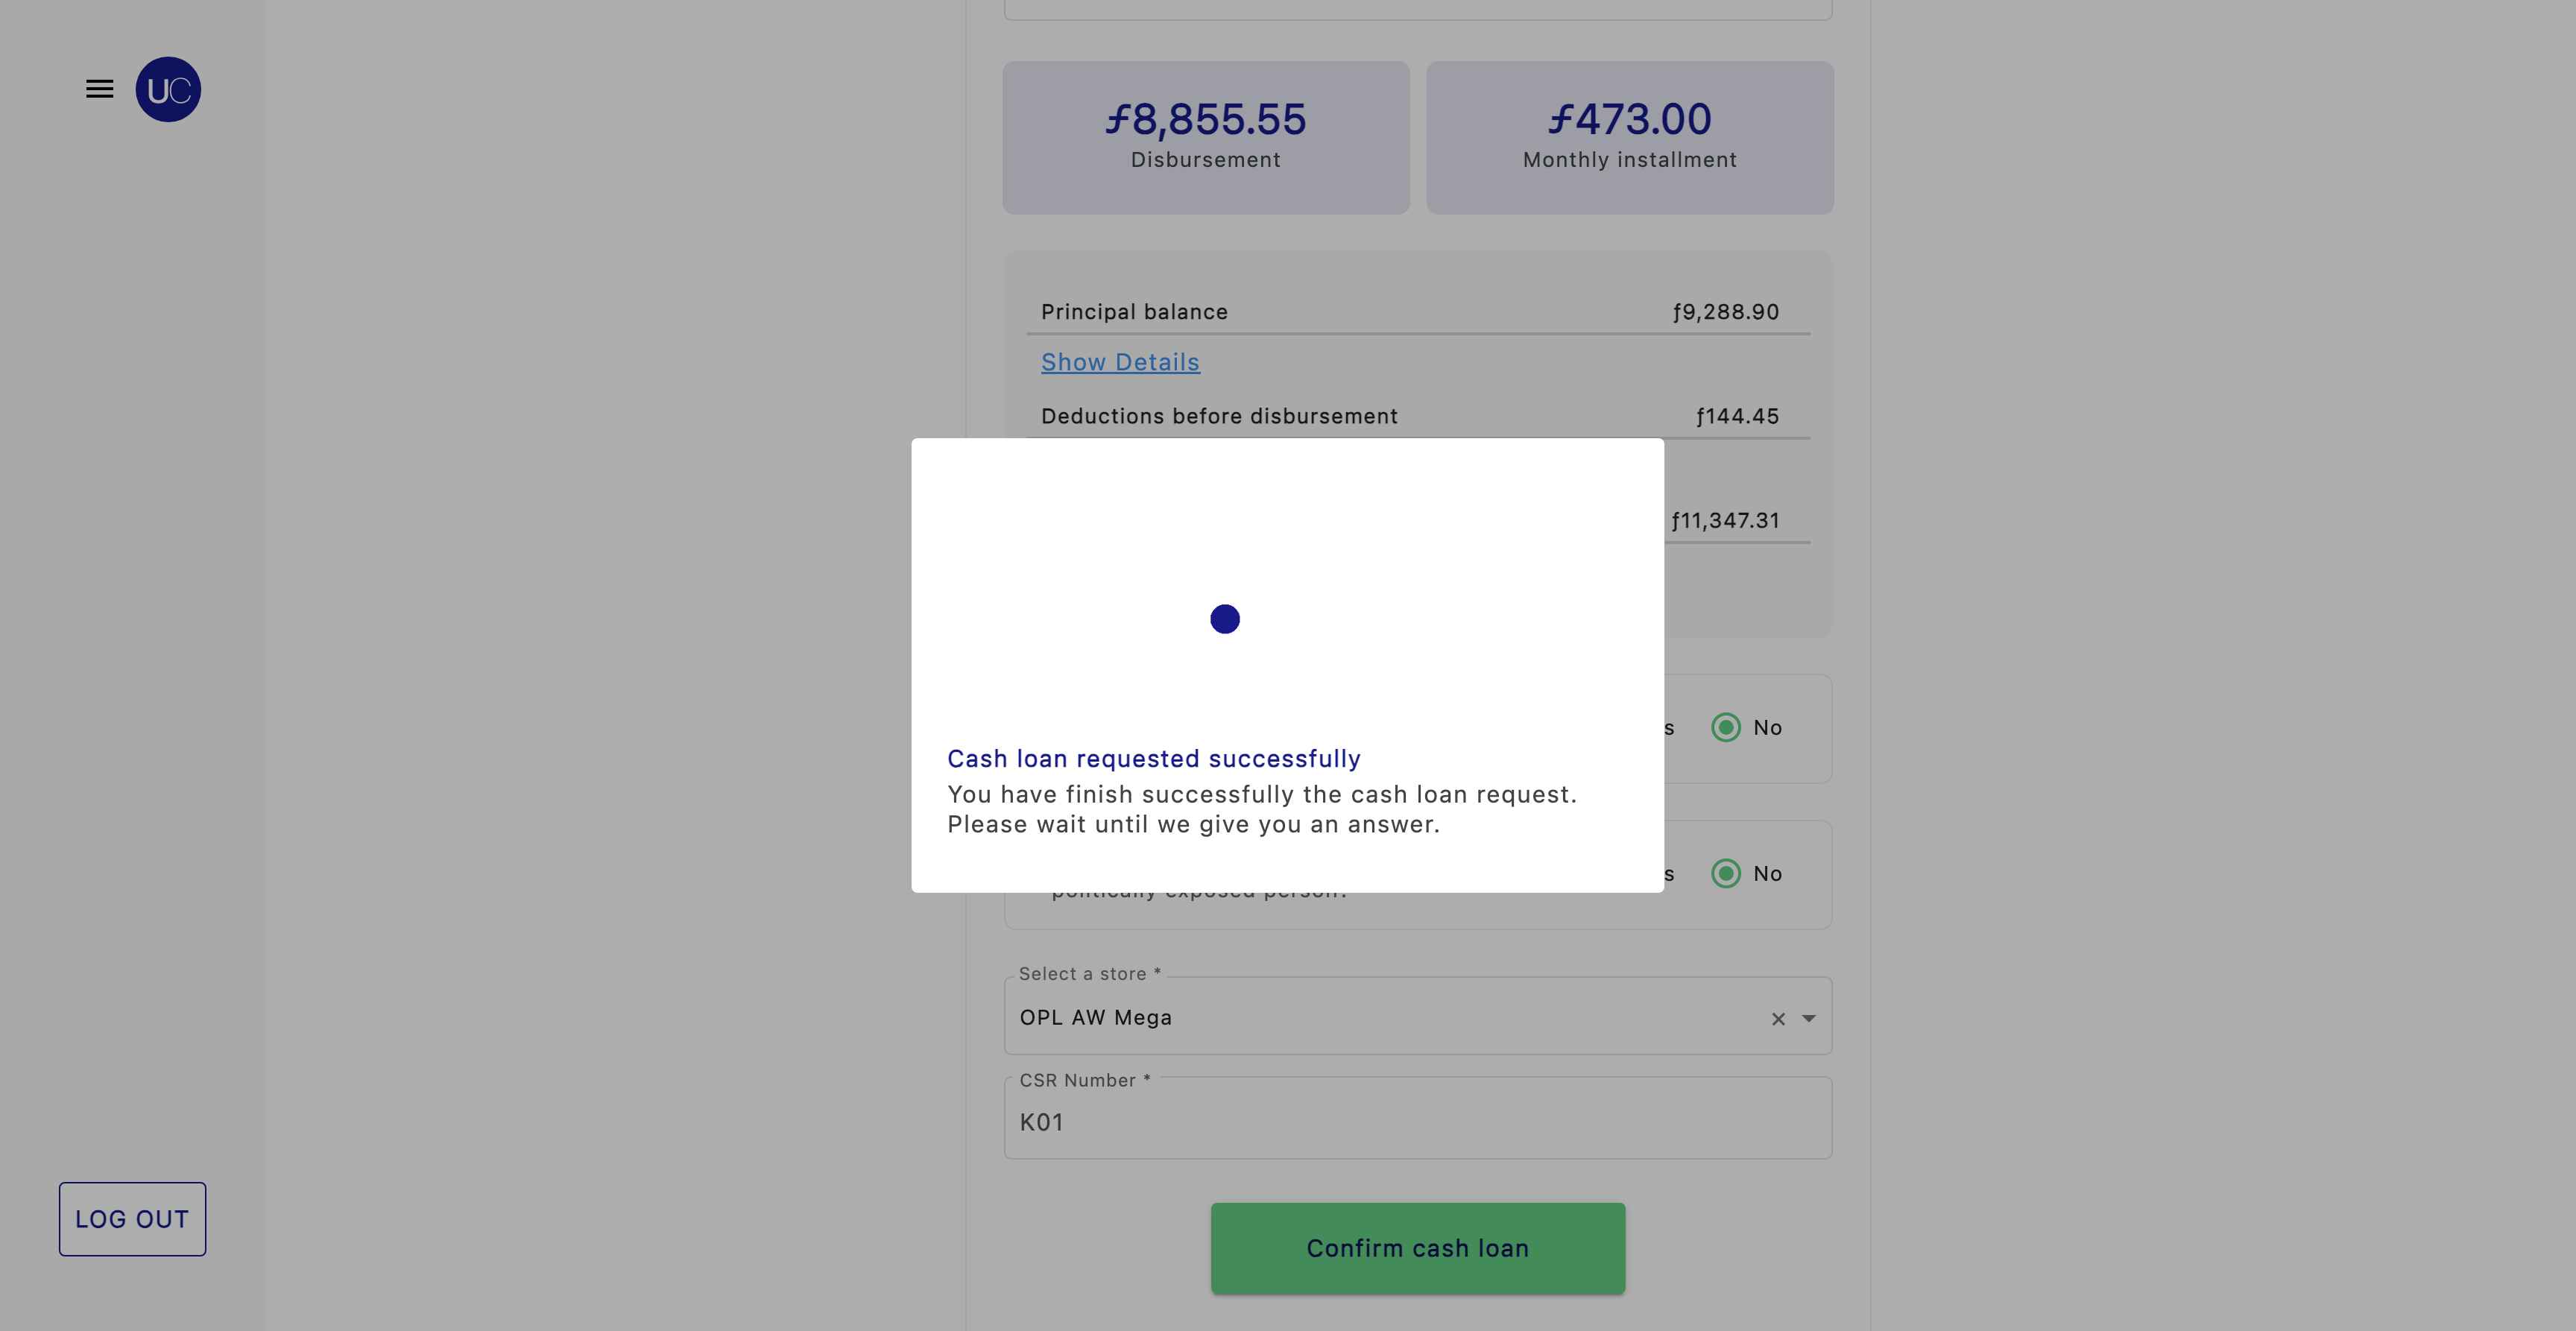 UC
ƒ8,855.55
Disbursement
ƒ473.00
Monthly installment
Principal balance ƒ9,288.90
Show Details
Deductions before disbursement ƒ144.45
ƒ11,347.31
No
Cash loan requested successfully
You have finish successfully the cash loan request.
Please wait until we give you an answer.
No
politically exposed person?
Select a store *
OPL AW Mega
CSR Number *
K01
LOG OUT
Confirm cash loan